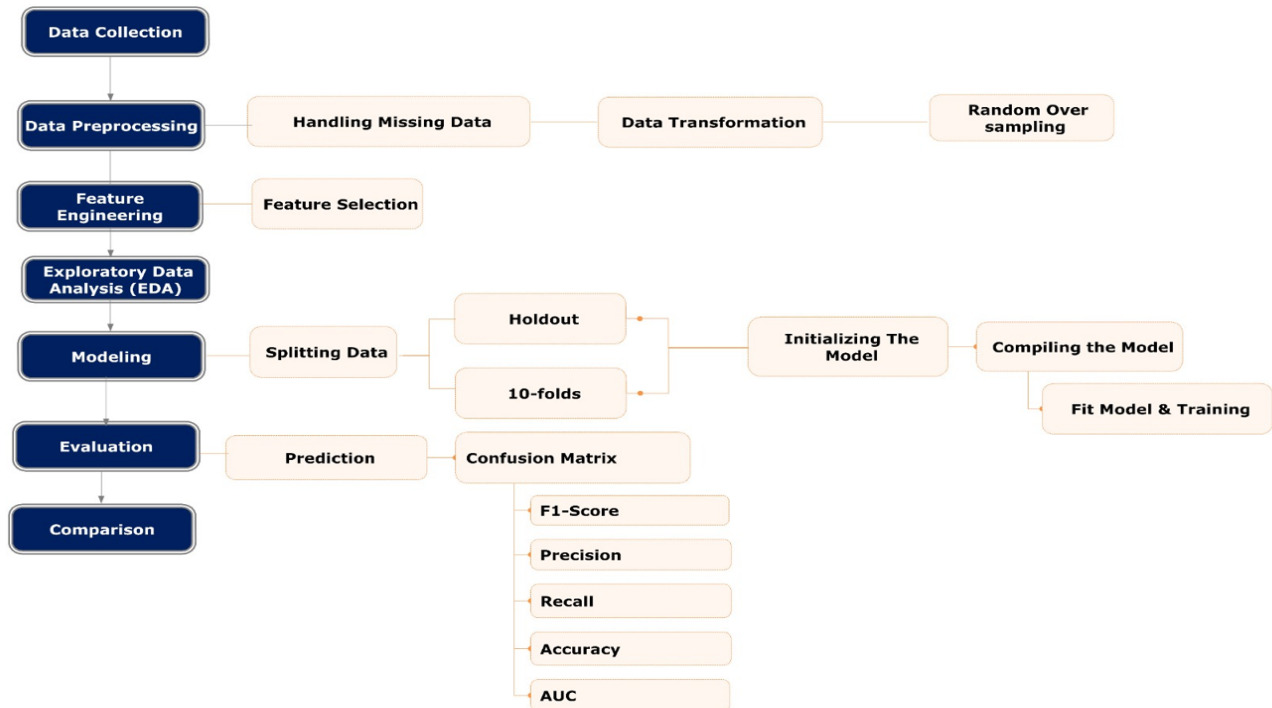 Data Collection
Data Preprocessing
Handling Missing Data
Data Transformation
Random Over
sampling
Feature
Engineering
Feature Selection
Exploratory Data
Analysis (EDA)
Modeling
Splitting Data
Holdout
10-folds
Initializing The
Model
Compiling the Model
Fit Model & Training
Evaluation
Prediction
Confusion Matrix
F1-Score
Precision
Recall
Accuracy
AUC
Comparison